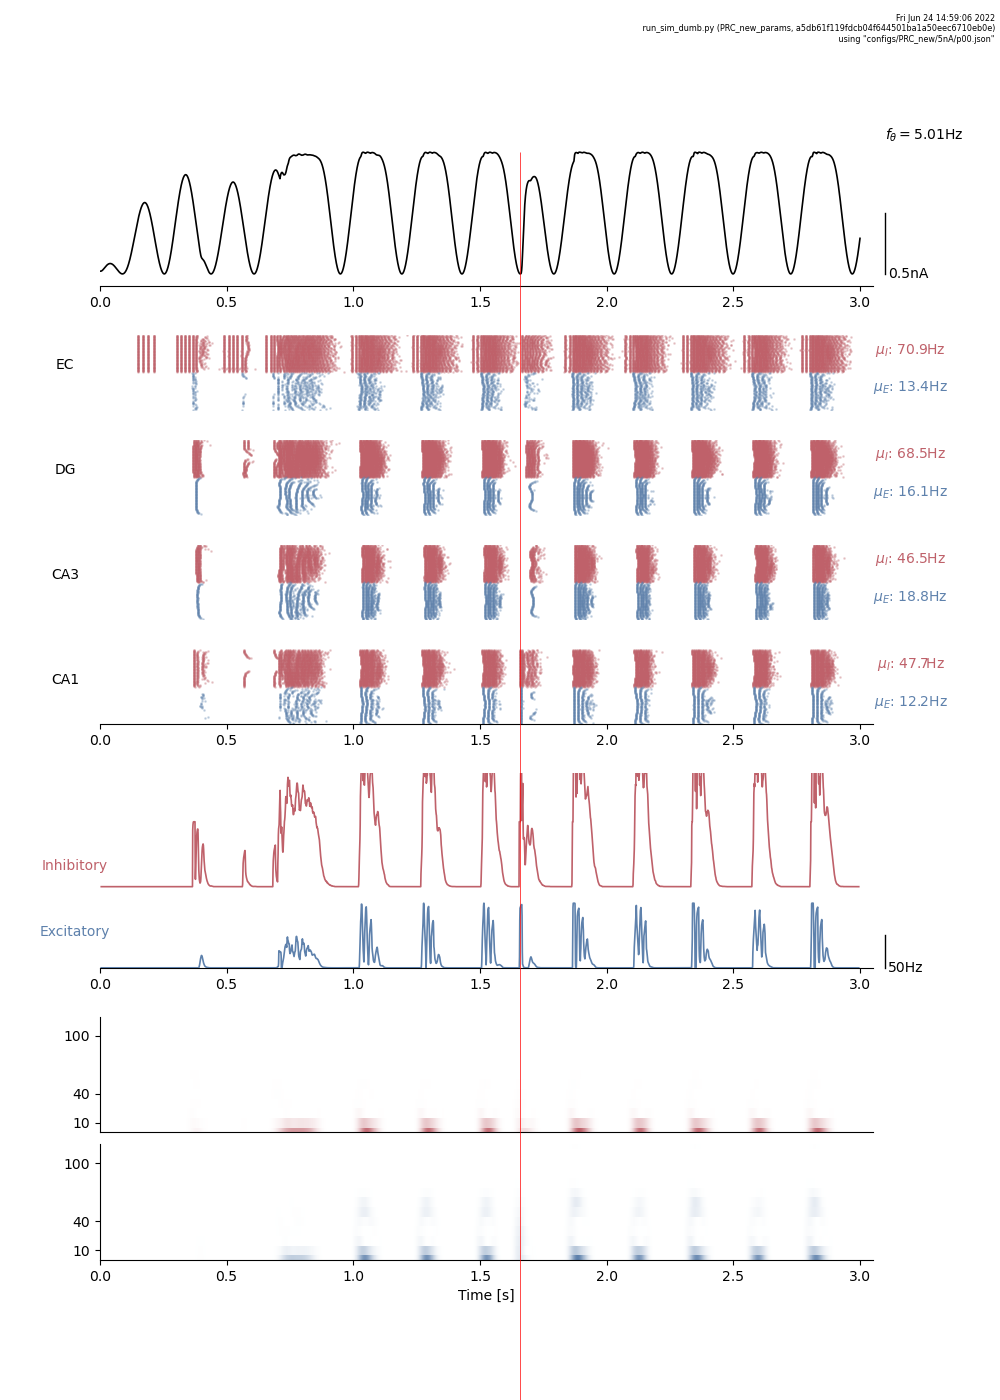 Fri Jun 24 14:59:06 2022
run_sim_dumb.py (PRC_new_params, a5db61f119fdcb04f644501ba1a50eec6710eb0e)
using "configs/PRC_new/5nA/p00.json"
fθ = 5.01Hz
0.5nA
0.0 0.5 1.0 1.5 2.0 2.5 3.0
EC
μI: 70.9Hz
μE: 13.4Hz
DG
μI: 68.5Hz
μE: 16.1Hz
CA3
μI: 46.5Hz
μE: 18.8Hz
CA1
μI: 47.7Hz
μE: 12.2Hz
0.0 0.5 1.0 1.5 2.0 2.5 3.0
Inhibitory
Excitatory
50Hz
0.0 0.5 1.0 1.5 2.0 2.5 3.0
100
40
10
100
40
10
0.0 0.5 1.0 1.5 2.0 2.5 3.0
Time [s]